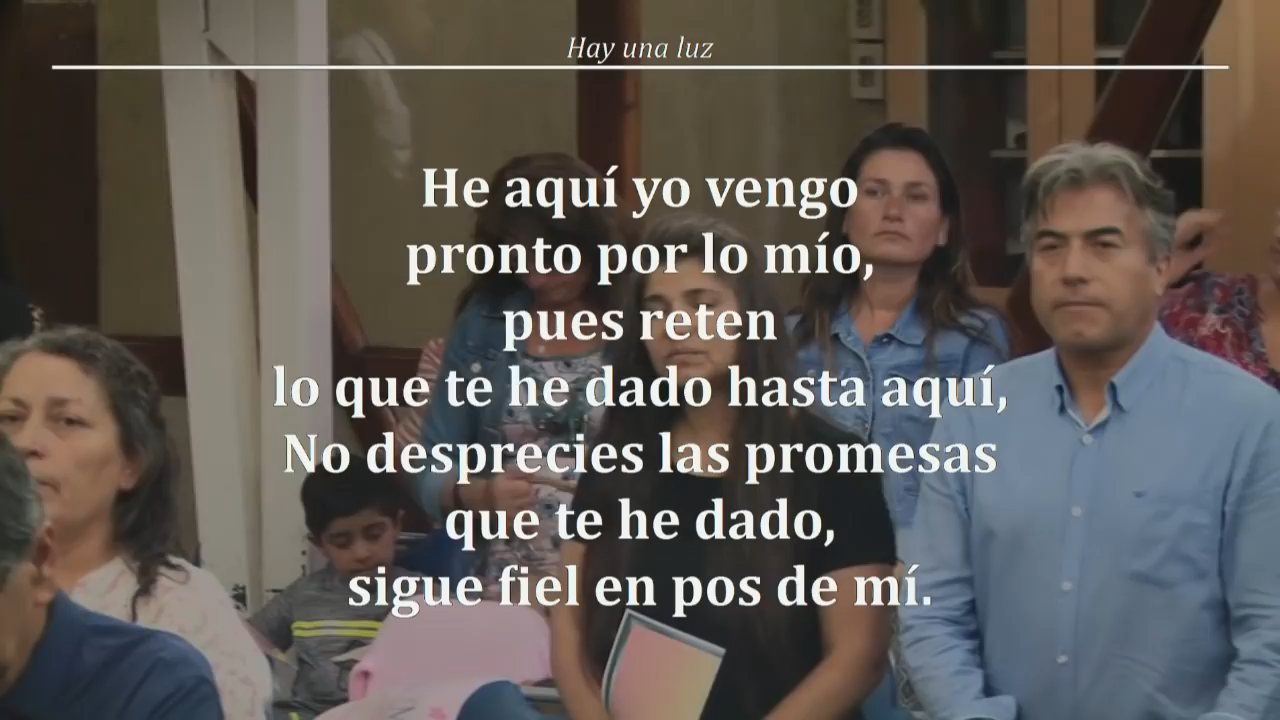 Hay una luz
He aquí yo vengo
pronto por lo mío,
pues reten
lo que te he dado hasta aquí,
No desprecies las promesas
que te he dado,
sigue fiel en pos de mí.